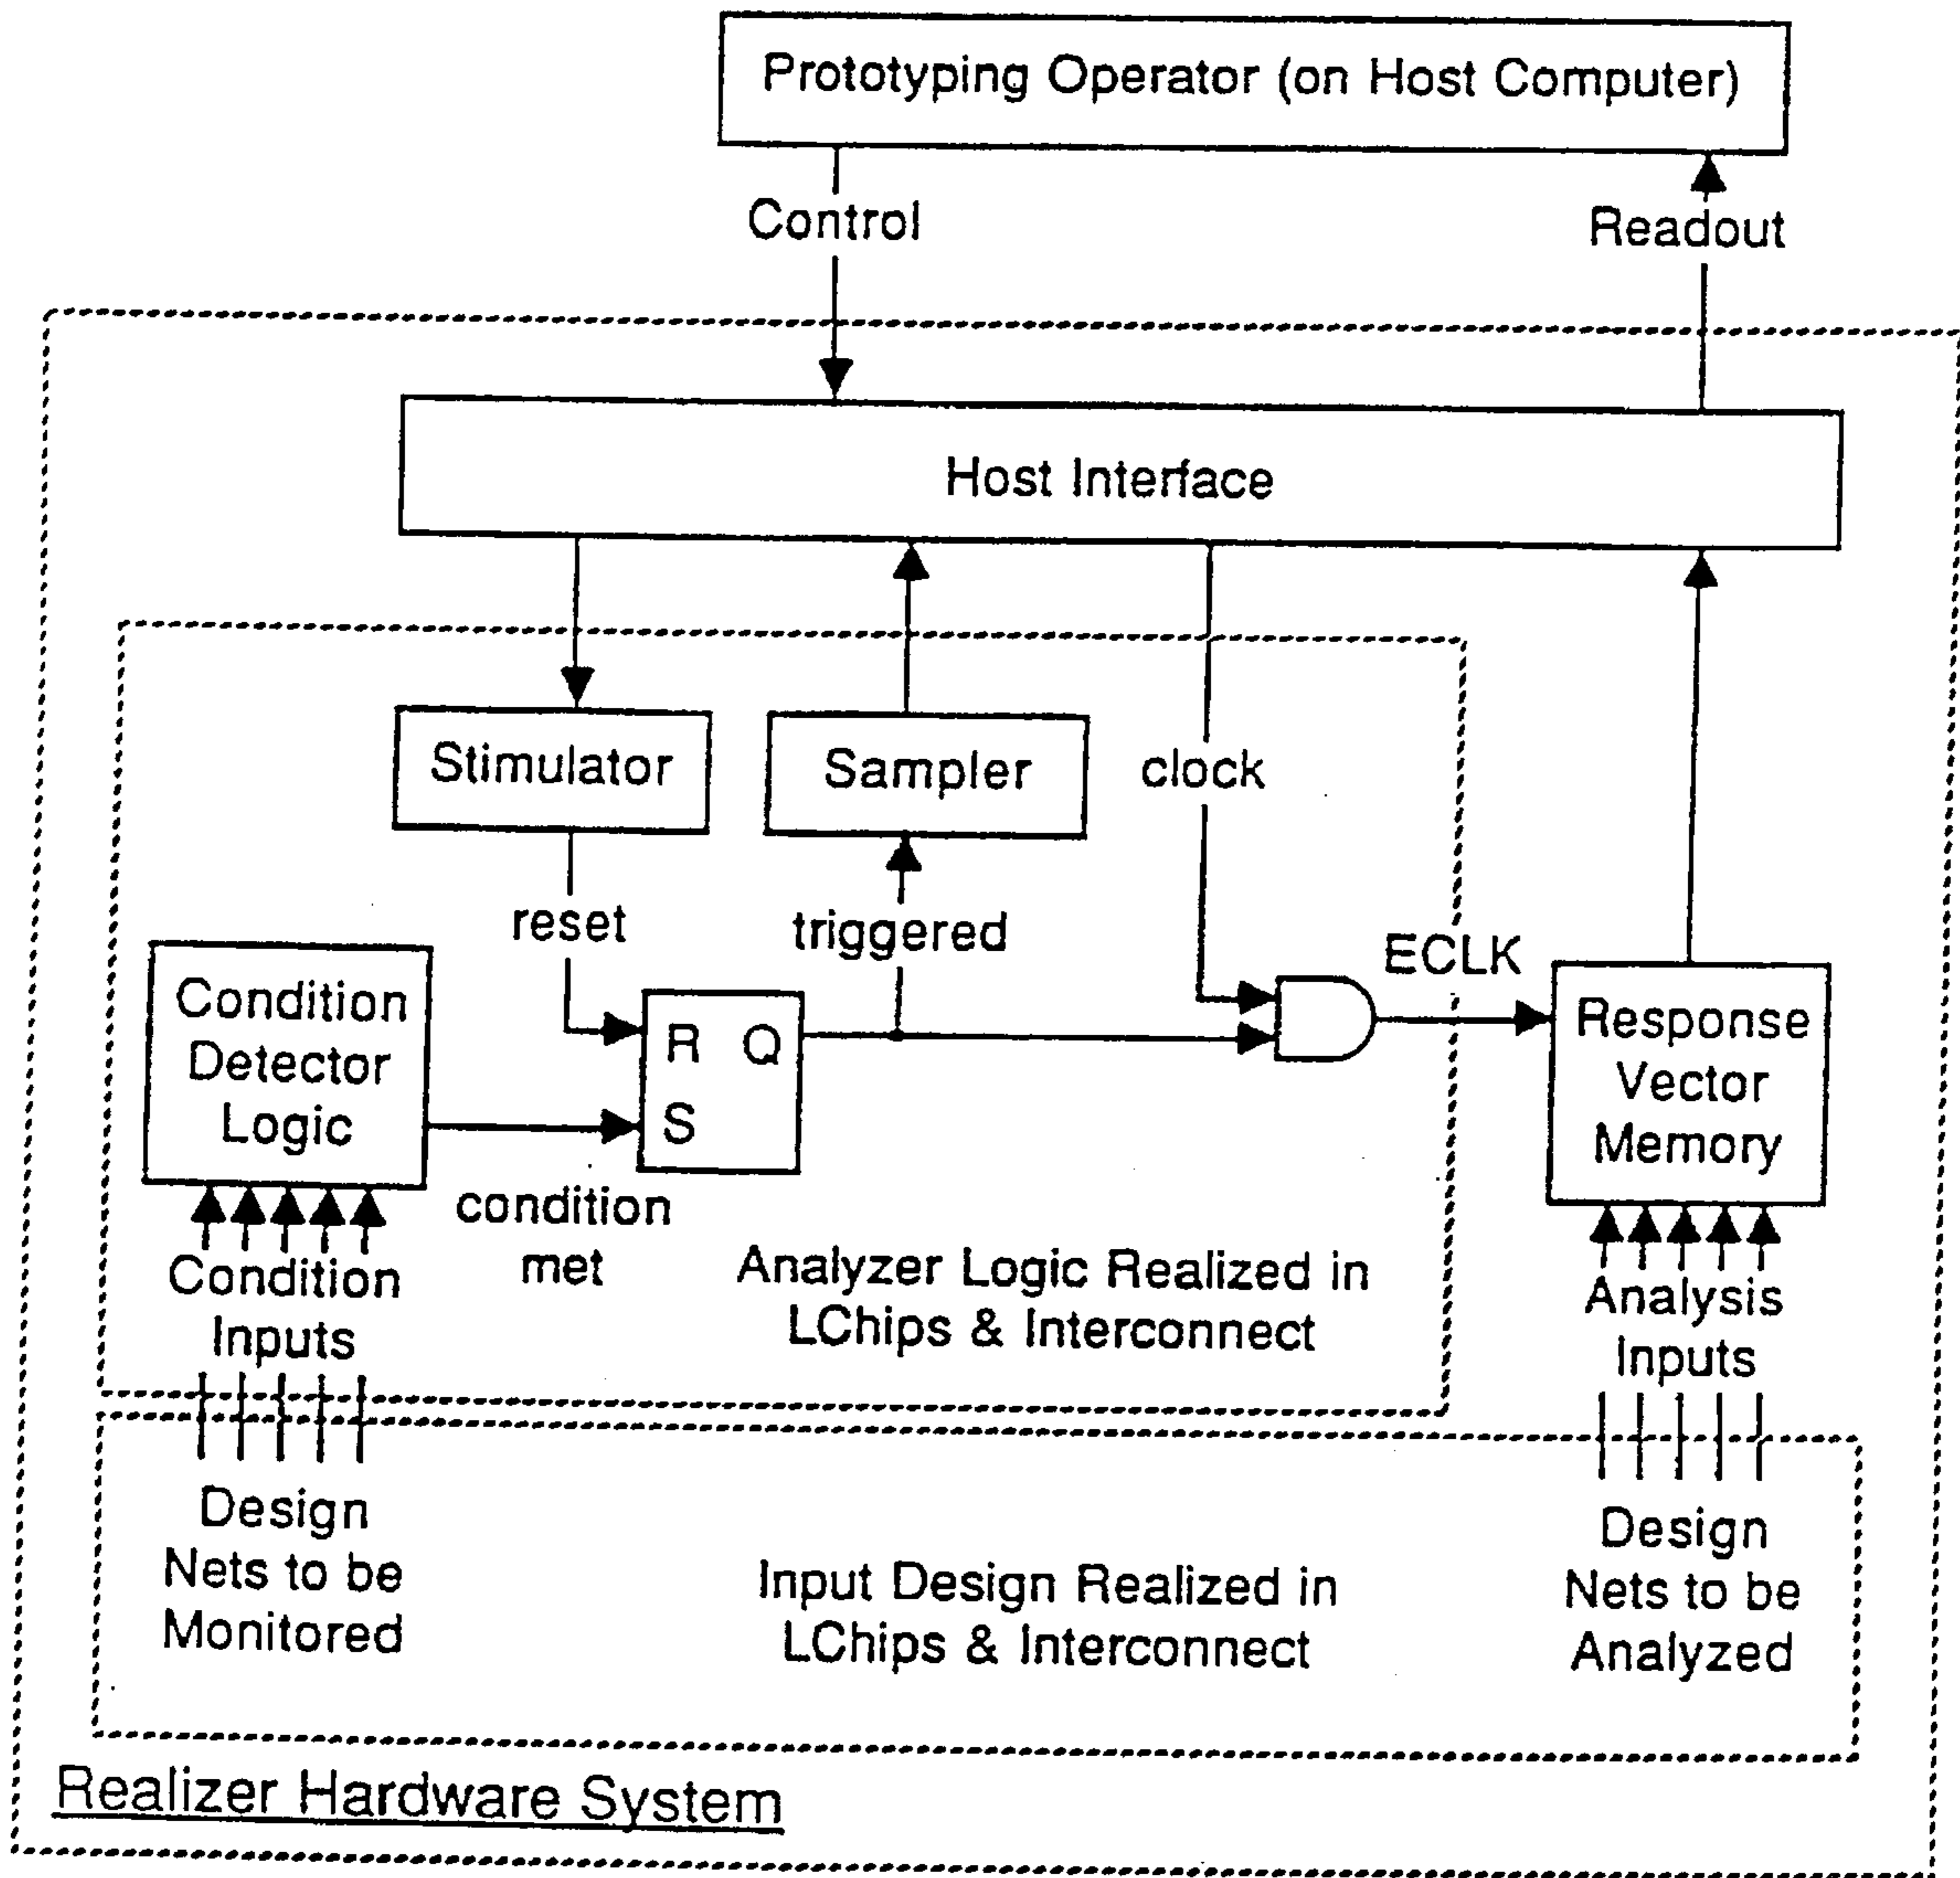 Prototyping Operator (on Host Computer)
Control
Readout
Host Interface
Stimulator
Sampler
clock
reset
triggered
ECLK
Condition
Detector
Logic
R Q
S
Response
Vector
Memory
condition
met
Condition
Inputs
Analyzer Logic Realized in
LChips & Interconnect
Analysis
Inputs
Design
Nets to be
Monitored
Input Design Realized in
LChips & Interconnect
Design
Nets to be
Analyzed
Realizer Hardware System